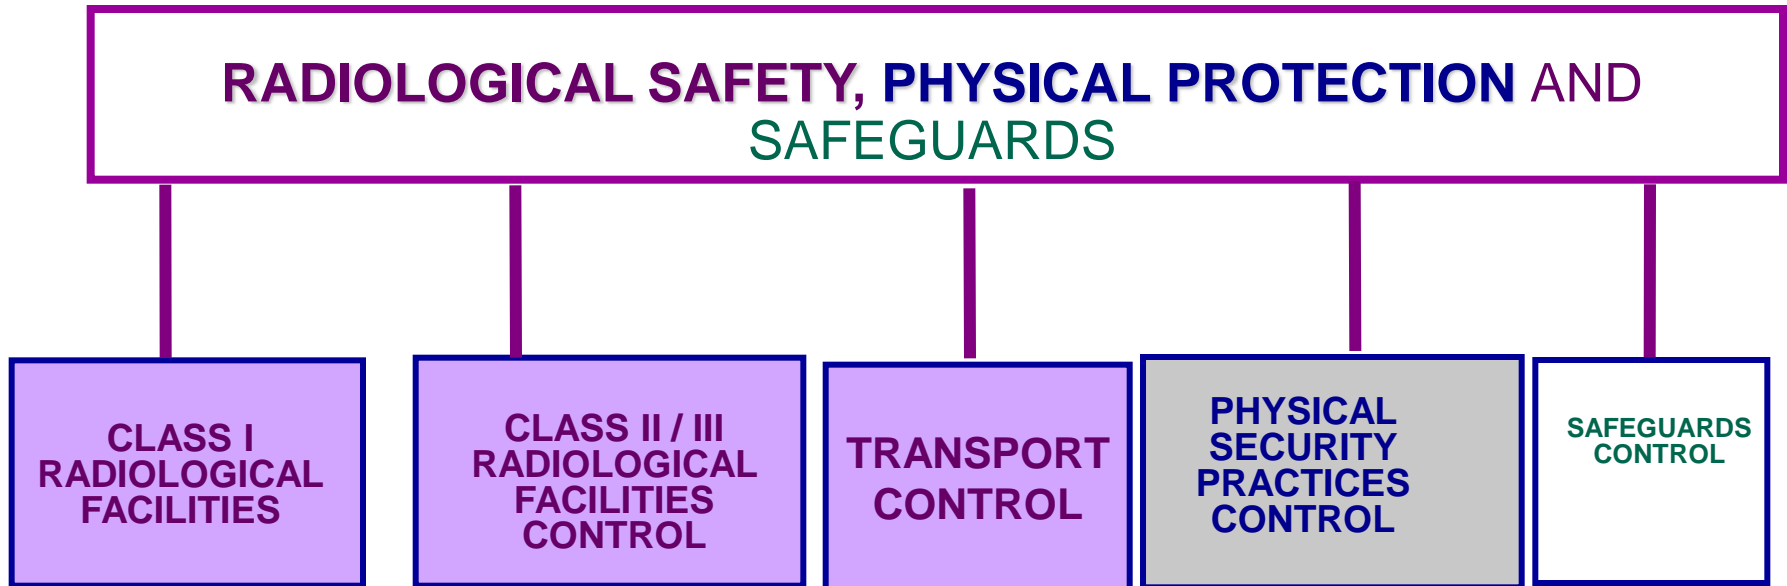 RADIOLOGICAL SAFETY, PHYSICAL PROTECTION AND
SAFEGUARDS
CLASS I
RADIOLOGICAL
FACILITIES
CLASS II / III
RADIOLOGICAL
FACILITIES
CONTROL
TRANSPORT
CONTROL
PHYSICAL
SECURITY
PRACTICES
CONTROL
SAFEGUARDS
CONTROL